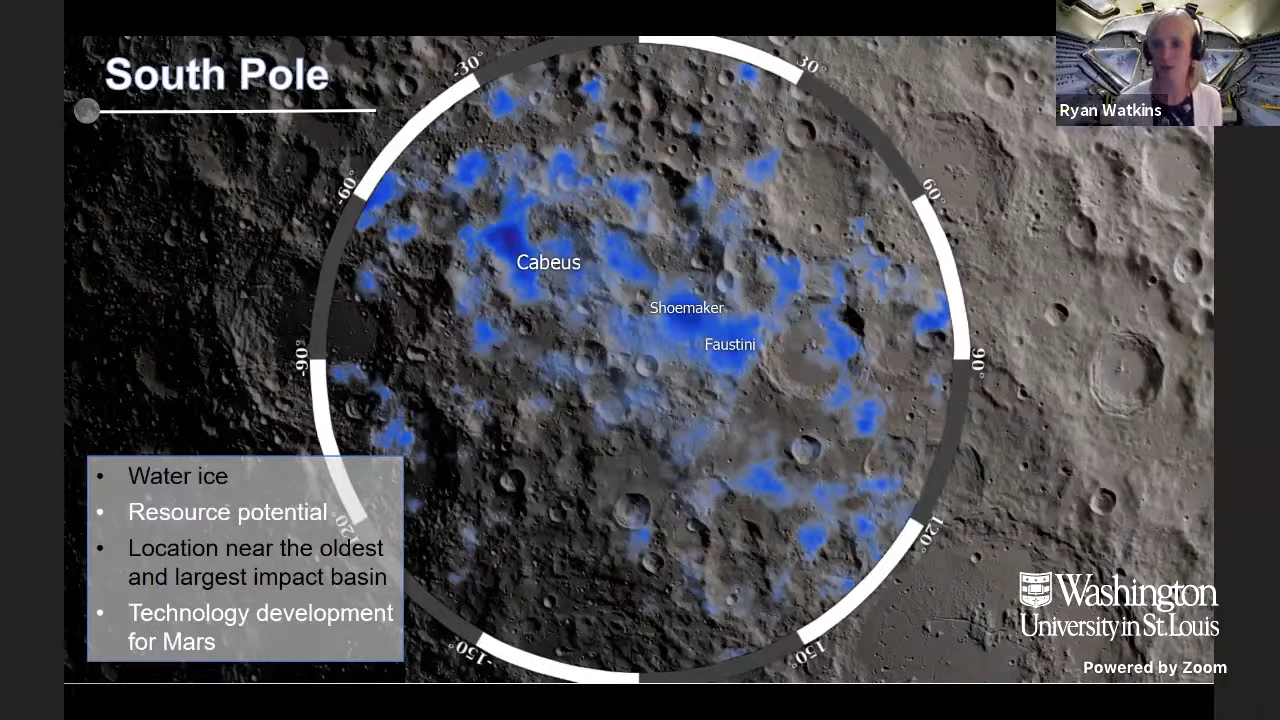 South Pole
Ryan Watkins
-30°
30°
-60°
60°
Cabeus
Shoemaker
Faustini
-90°
90°
Water ice
Resource potential
Location near the oldest
and largest impact basin
Technology development
for Mars
120°
-150°
150°
Washington
University in St. Louis
Powered by Zoom